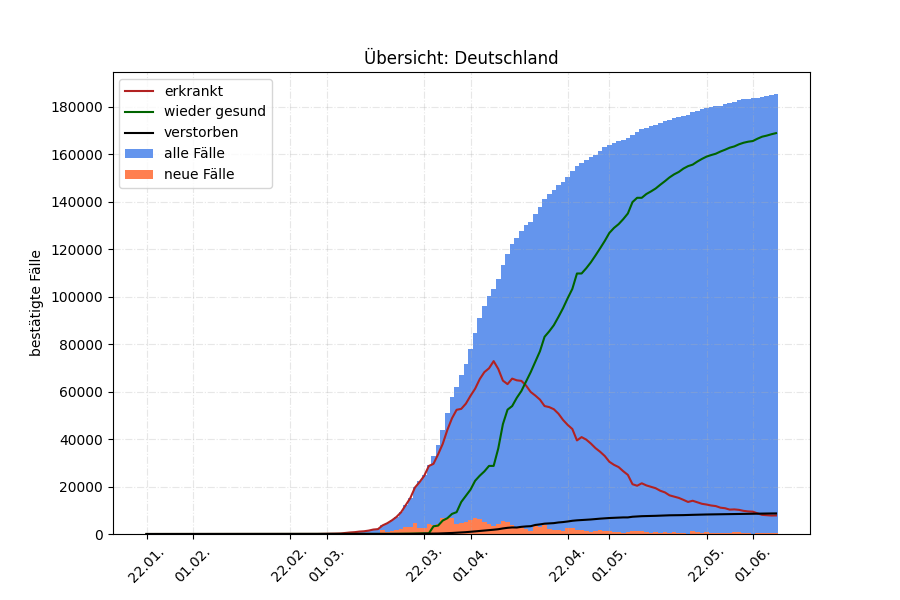 Übersicht: Deutschland
erkrankt
wieder gesund
verstorben
alle Fälle
neue Fälle
bestätigte Fälle
180000
160000
140000
120000
100000
80000
60000
40000
20000
0
22.01.
01.02.
22.02.
01.03.
22.03.
01.04.
22.04.
01.05.
22.05.
01.06.